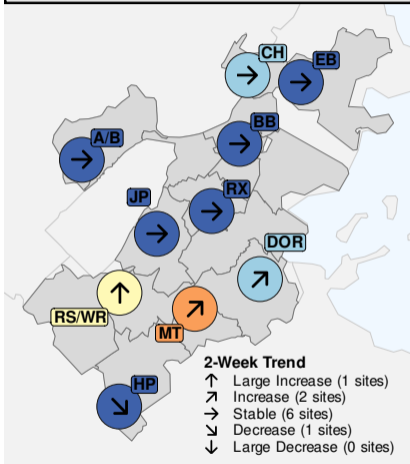 CH
EB
BB
A/B
JP
RX
DOR
RS/WR
MT
HP
2-Week Trend
↑ Large Increase (1 sites)
↗ Increase (2 sites)
→ Stable (6 sites)
↘ Decrease (1 sites)
↓ Large Decrease (0 sites)